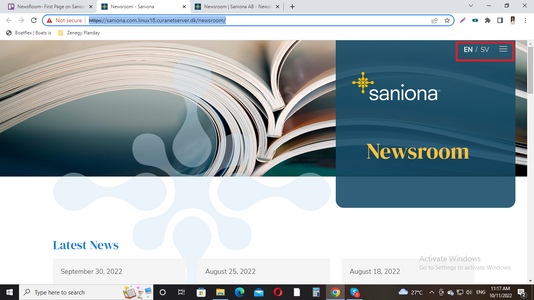 NewsRoom - First Page on Saniona
Newsroom - Saniona
Newsroom | Saniona AB - Newsr
Not secure
https://saniona.com.linux18.curanetserver.dk/newsroom/
Boatflex | Boats is
Zenegy Planday
EN / SV
saniona
Newsroom
Latest News
September 30, 2022
August 25, 2022
August 18, 2022
Activate Windows
Go to Settings to activate Windows.
Type here to search
27°C
ENG
11:17 AM
10/11/2022